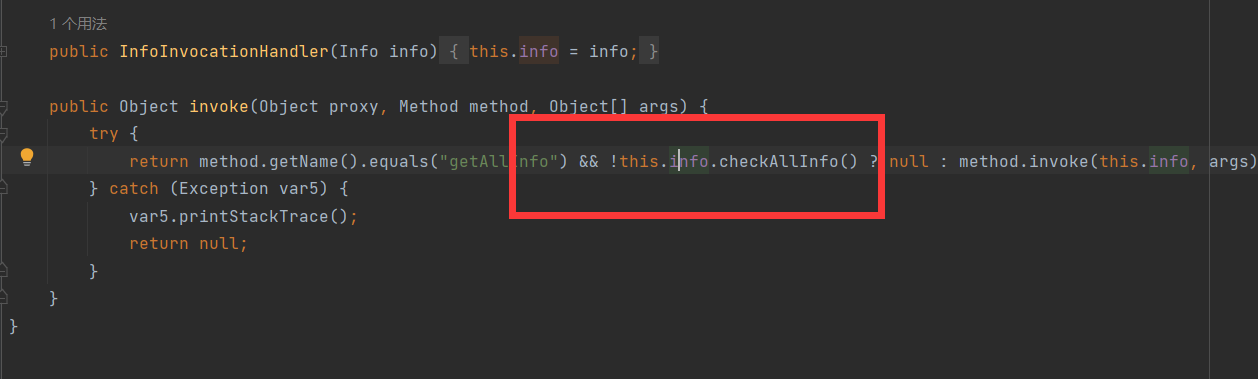 1 个用法
public InfoInvocationHandler(Info info) { this.info = info; }
public Object invoke(Object proxy, Method method, Object[] args) {
try {
return method.getName().equals("getAllInfo") && !this.info.checkAllInfo() ? null : method.invoke(this.info, args)
} catch (Exception var5) {
var5.printStackTrace();
return null;
}
}
}